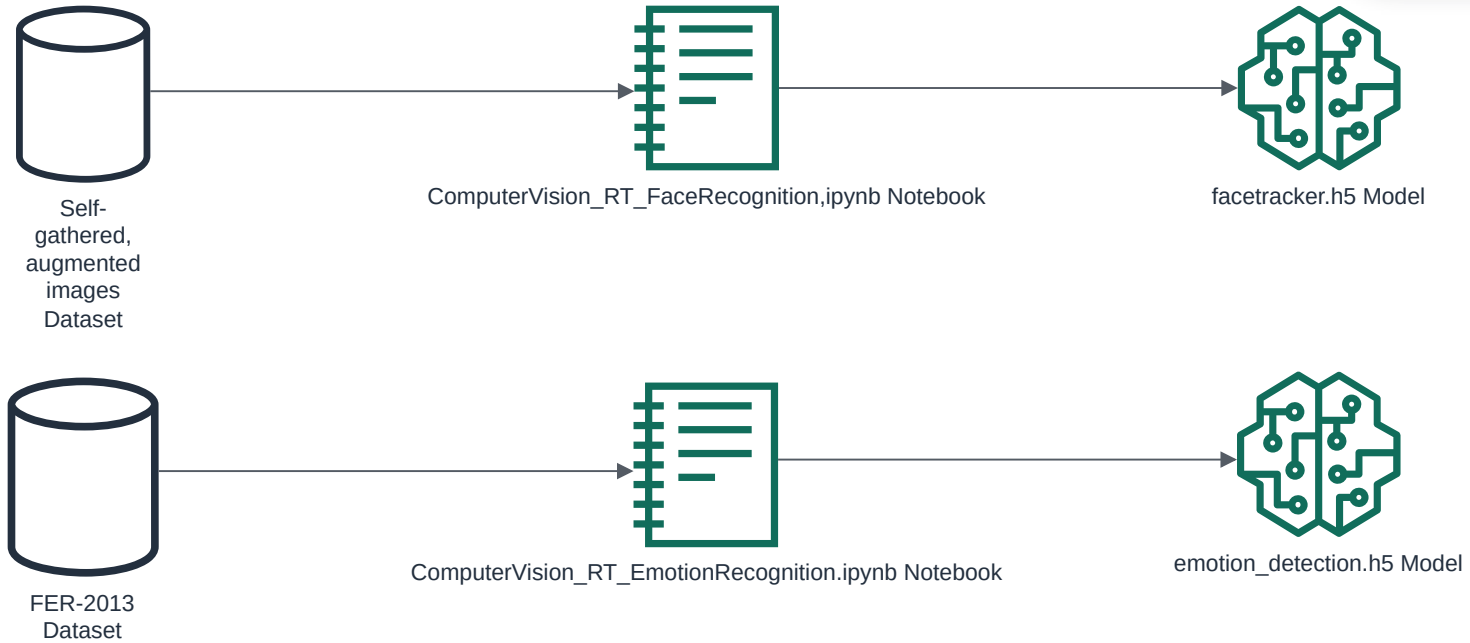 ComputerVision_RT_FaceRecognition,ipynb Notebook
facetracker.h5 Model
Self-
gathered,
augmented
images
Dataset
ComputerVision_RT_EmotionRecognition.ipynb Notebook
emotion_detection.h5 Model
FER-2013
Dataset